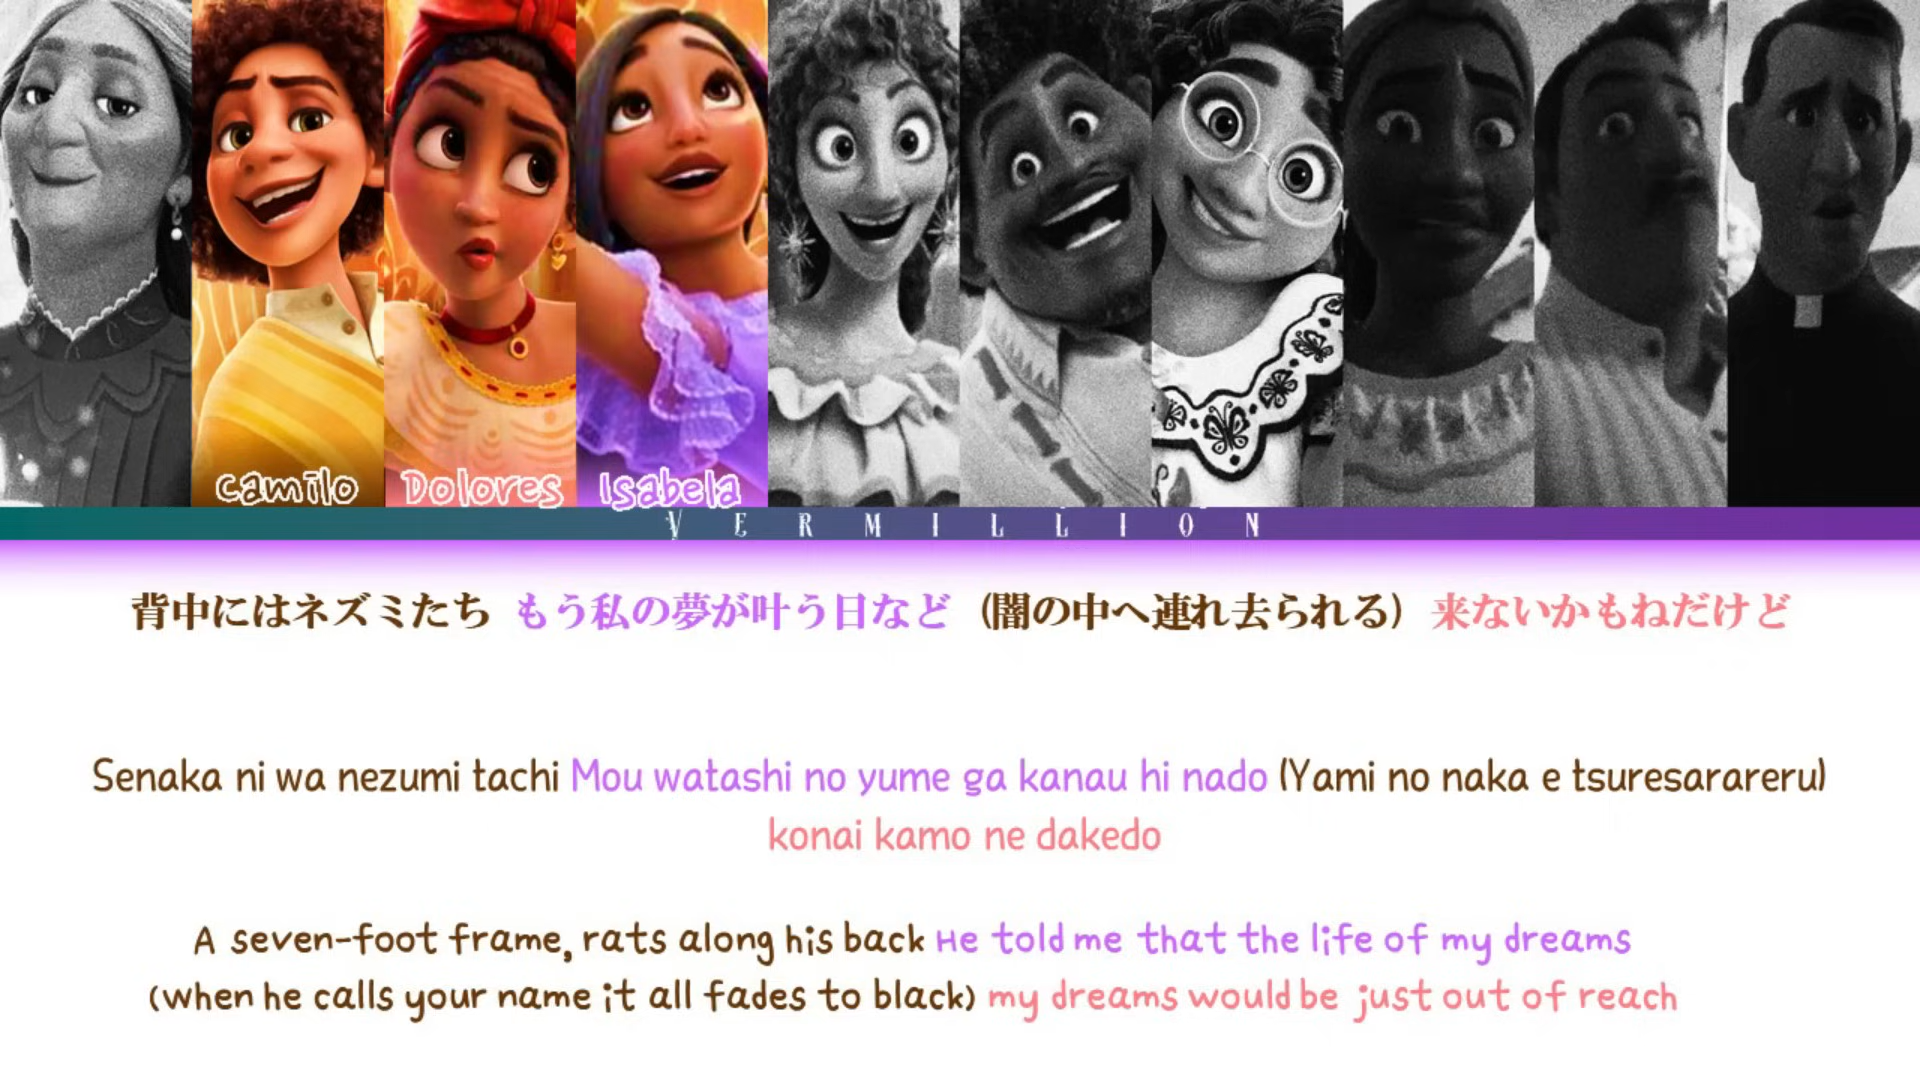 camilo Dolores Isabela
VERMILLION
背中にはネズミたち もう私の夢が叶う日など (闇の中へ連れ去られる) 来ないかもねだけど
Senaka ni wa nezumi tachi Mou watashi no yume ga kanau hi nado (Yami no naka e tsuresarareru)
konai kamo ne dakedo
A seven-foot frame, rats along his back He told me that the life of my dreams
(when he calls your name it all fades to black) my dreams would be just out of reach